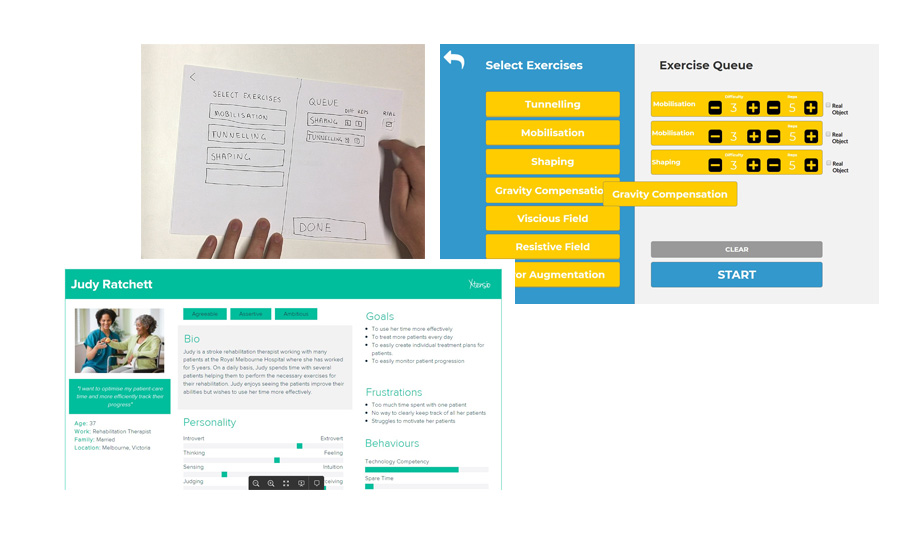 SELECT EXERCISES
MOBILISATION
TUNNELLING
SHAPING
QUEUE
DIFF REPS
REAL
SHAPING
TUNNELLING
DONE
Select Exercises
Tunnelling
Mobilisation
Shaping
Gravity Compensatio
Viscious Field
Resistive Field
or Augmentation
Exercise Queue
Difficulty Reps
Mobilisation 3 5 Real
Object
Difficulty Reps
Mobilisation 3 5 Real
Object
Difficulty Reps
Shaping 3 5 Real
Object
Gravity Compensation
CLEAR
START
Judy Ratchett
Xtensio
"I want to optimise my patient care
time and more efficiently track their
progress"
Age: 37
Work: Rehabilitation Therapist
Family: Married
Location: Melbourne, Victoria
Agreeable Assertive Ambitious
Bio
Judy is a stroke rehabilitation therapist working with many
patients at the Royal Melbourne Hospital where she has worked
for 5 years. On a daily basis, Judy spends time with several
patients helping them to perform the necessary exercises for
their rehabilitation. Judy enjoys seeing the patients improve their
abilities but wishes to use her time more effectively.
Personality
Introvert Extrovert
Thinking Feeling
Sensing Intuition
Judging ceiving
Goals
To use her time more effectively
To treat more patients every day
To easily create individual treatment plans for
patients.
To easily monitor patient progression
Frustrations
Too much time spent with one patient
No way to clearly keep track of all her patients
Struggles to motivate her patients
Behaviours
Technology Competency
Spare Time